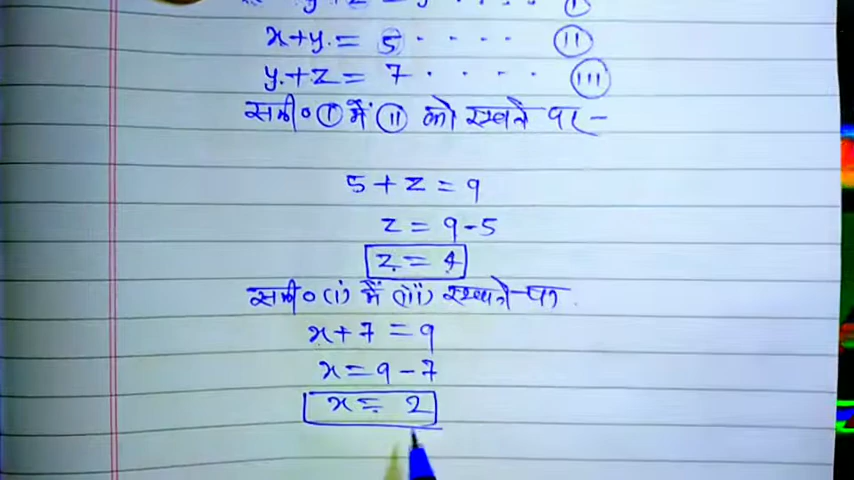 x+y. = 5 . . . . (II)
y.+z = 7 . . . . (III)
समी० (I) में (II) को रखने पर -
5 + z = 9
z = 9 - 5
z = 4
समी० (i) में (iii) रखने पर
x + 7 = 9
x = 9 - 7
x = 2